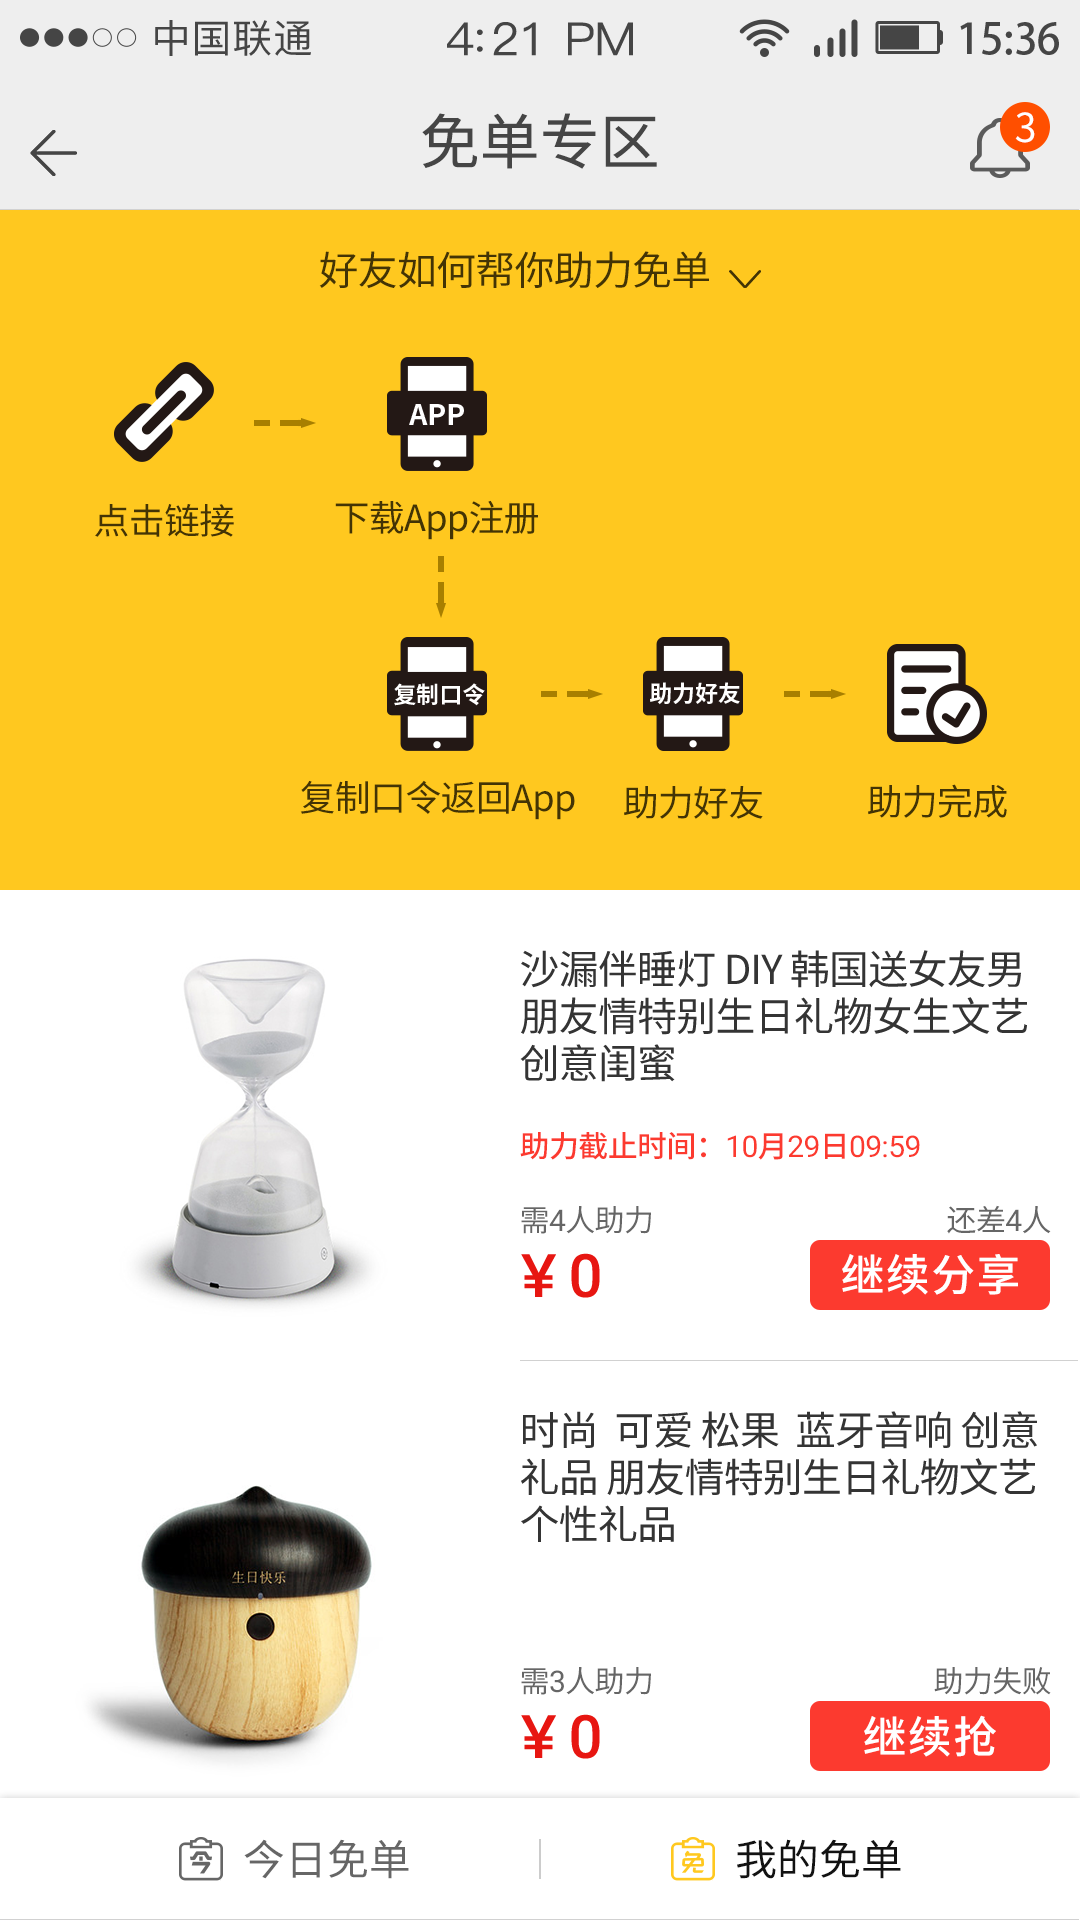 中国联通 4:21 PM 15:36
免单专区 3
好友如何帮你助力免单
APP
点击链接 下载App注册
复制口令 助力好友
复制口令返回App 助力好友 助力完成
沙漏伴睡灯 DIY 韩国送女友男
朋友情特别生日礼物女生文艺
创意闺蜜
助力截止时间：10月29日09:59
需4人助力 还差4人
¥ 0 继续分享
时尚 可爱 松果 蓝牙音响 创意
礼品 朋友情特别生日礼物文艺
个性礼品
生日快乐
需3人助力 助力失败
¥ 0 继续抢
今 今日免单 免 我的免单